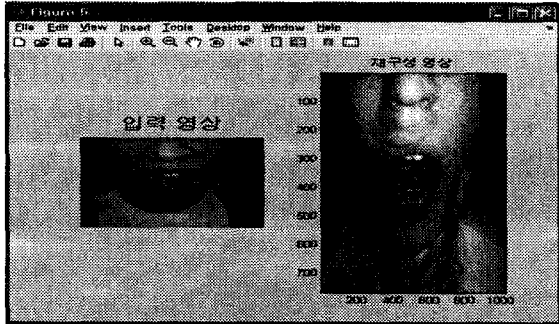 Figure 5
File Edit View Insert Tools Desktop Window Help
재구성 영상
입력 영상
100
200
300
400
500
600
700
200 400 600 800 1000